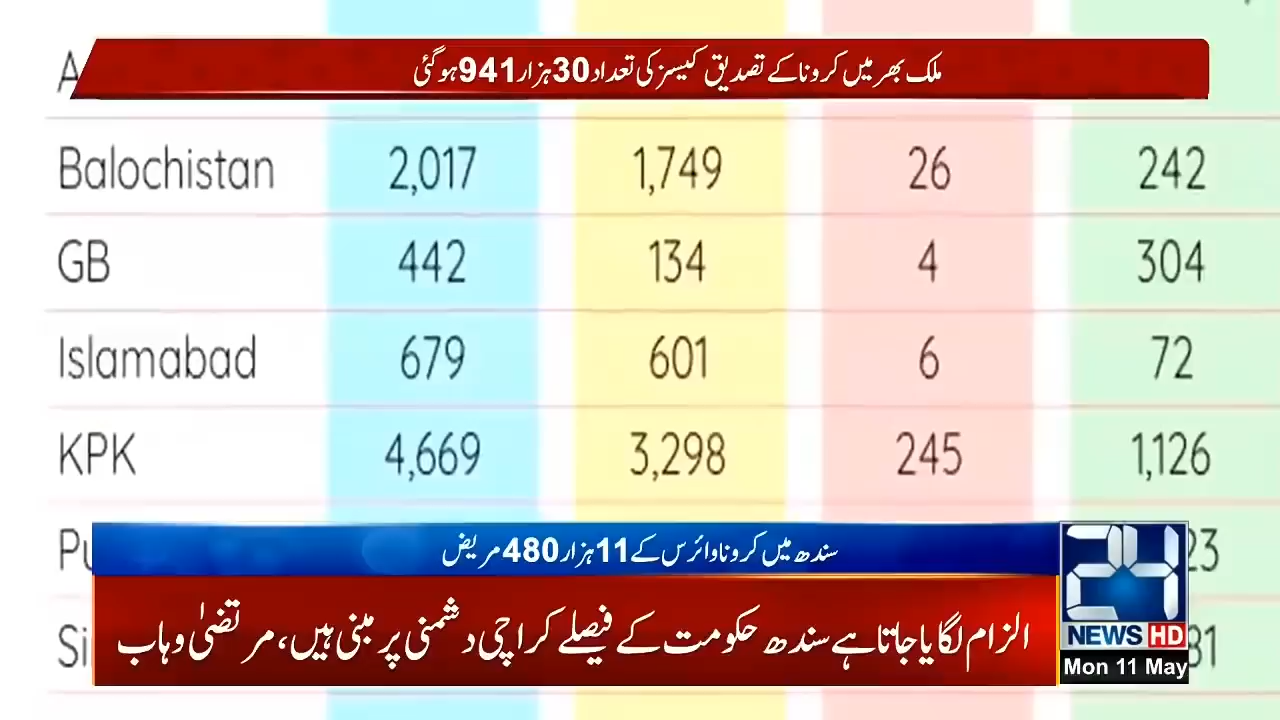 ملک بھر میں کرونا کے تصدیق کیسز کی تعداد 30 ہزار 941 ہو گئی
A
Balochistan 2,017 1,749 26 242
GB 442 134 4 304
Islamabad 679 601 6 72
KPK 4,669 3,298 245 1,126
سندھ میں کرونا وائرس کے 11 ہزار 480 مریض
الزام لگایا جاتا ہے سندھ حکومت کے فیصلے کراچی دشمنی پر مبنی ہیں، مرتضیٰ وہاب
24
NEWS HD
Mon 11 May